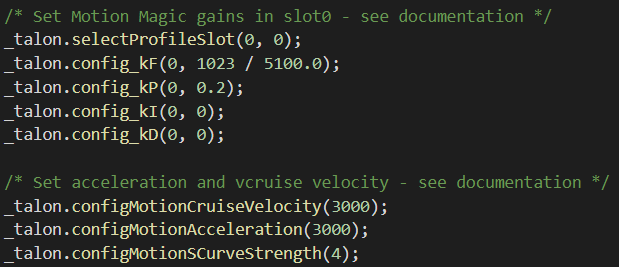 /* Set Motion Magic gains in slot0 - see documentation */
_talon.selectProfileSlot(0, 0);
_talon.config_kF(0, 1023 / 5100.0);
_talon.config_kP(0, 0.2);
_talon.config_kI(0, 0);
_talon.config_kD(0, 0);

/* Set acceleration and vcruise velocity - see documentation */
_talon.configMotionCruiseVelocity(3000);
_talon.configMotionAcceleration(3000);
_talon.configMotionSCurveStrength(4);